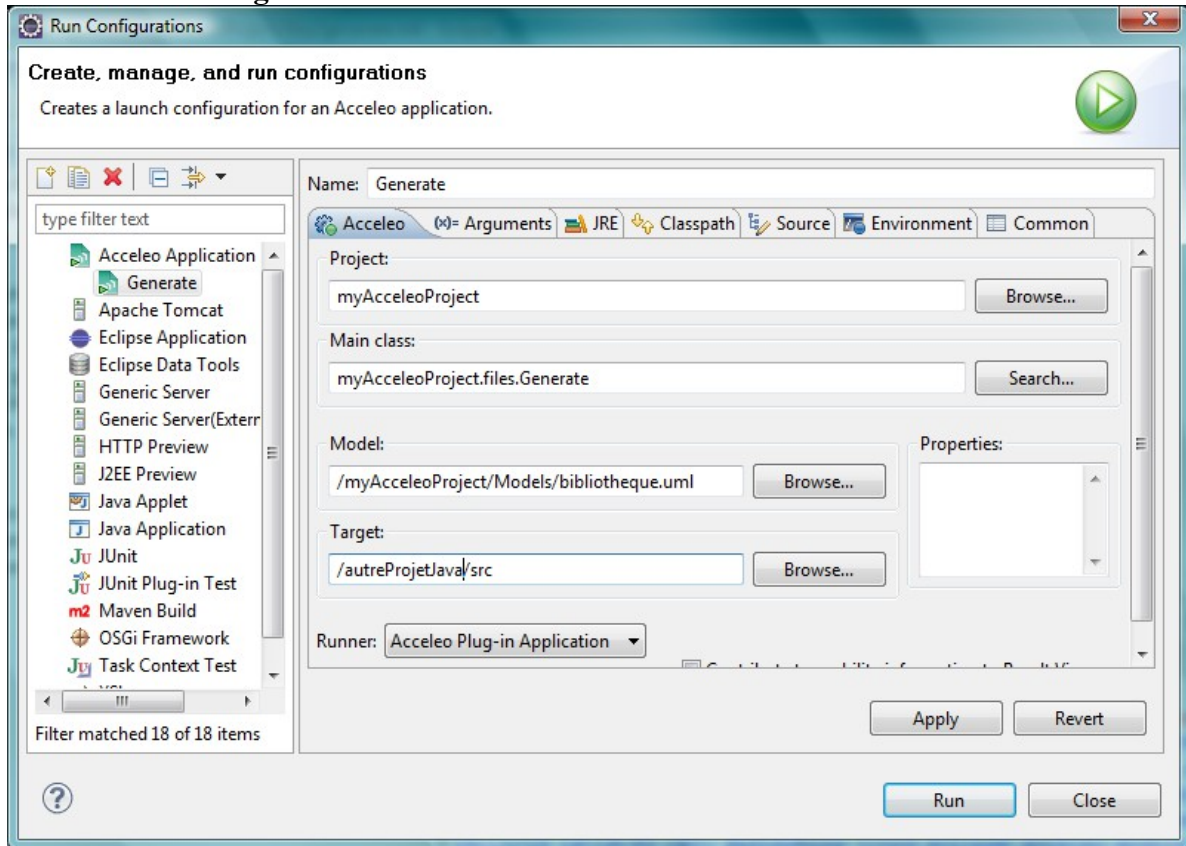 Run Configurations
Create, manage, and run configurations
Creates a launch configuration for an Acceleo application.
type filter text
Acceleo Application
Generate
Apache Tomcat
Eclipse Application
Eclipse Data Tools
Generic Server
Generic Server(Extern
HTTP Preview
J2EE Preview
Java Applet
Java Application
Ju JUnit
JUnit Plug-in Test
m2 Maven Build
OSGi Framework
Task Context Test
Filter matched 18 of 18 items
Name: Generate
Acceleo (x)= Arguments JRE Classpath Source Environment Common
Project:
myAcceleoProject Browse...
Main class:
myAcceleoProject.files.Generate Search...
Model: Properties:
/myAcceleoProject/Models/bibliotheque.uml Browse...
Target:
/autreProjetJava/src Browse...
Runner: Acceleo Plug-in Application
Apply Revert
Run Close